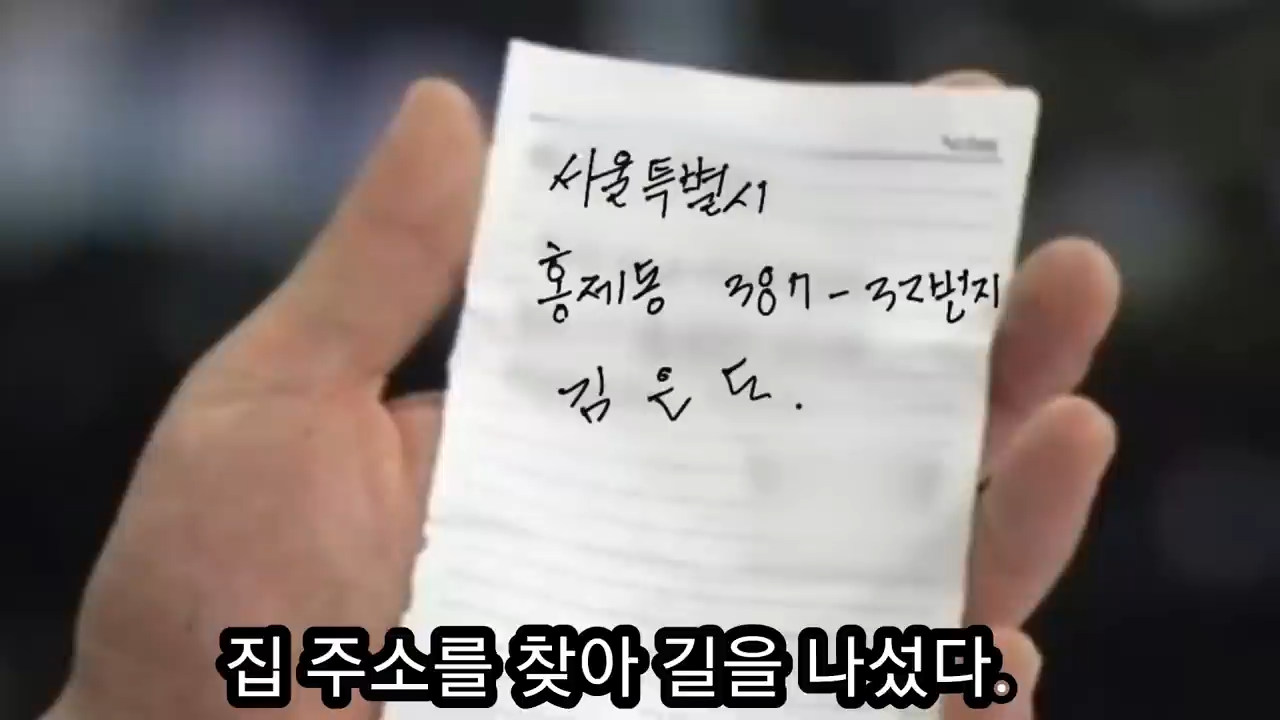 서울특별시
홍제동 387-32번지
김은도.
집 주소를 찾아 길을 나섰다.